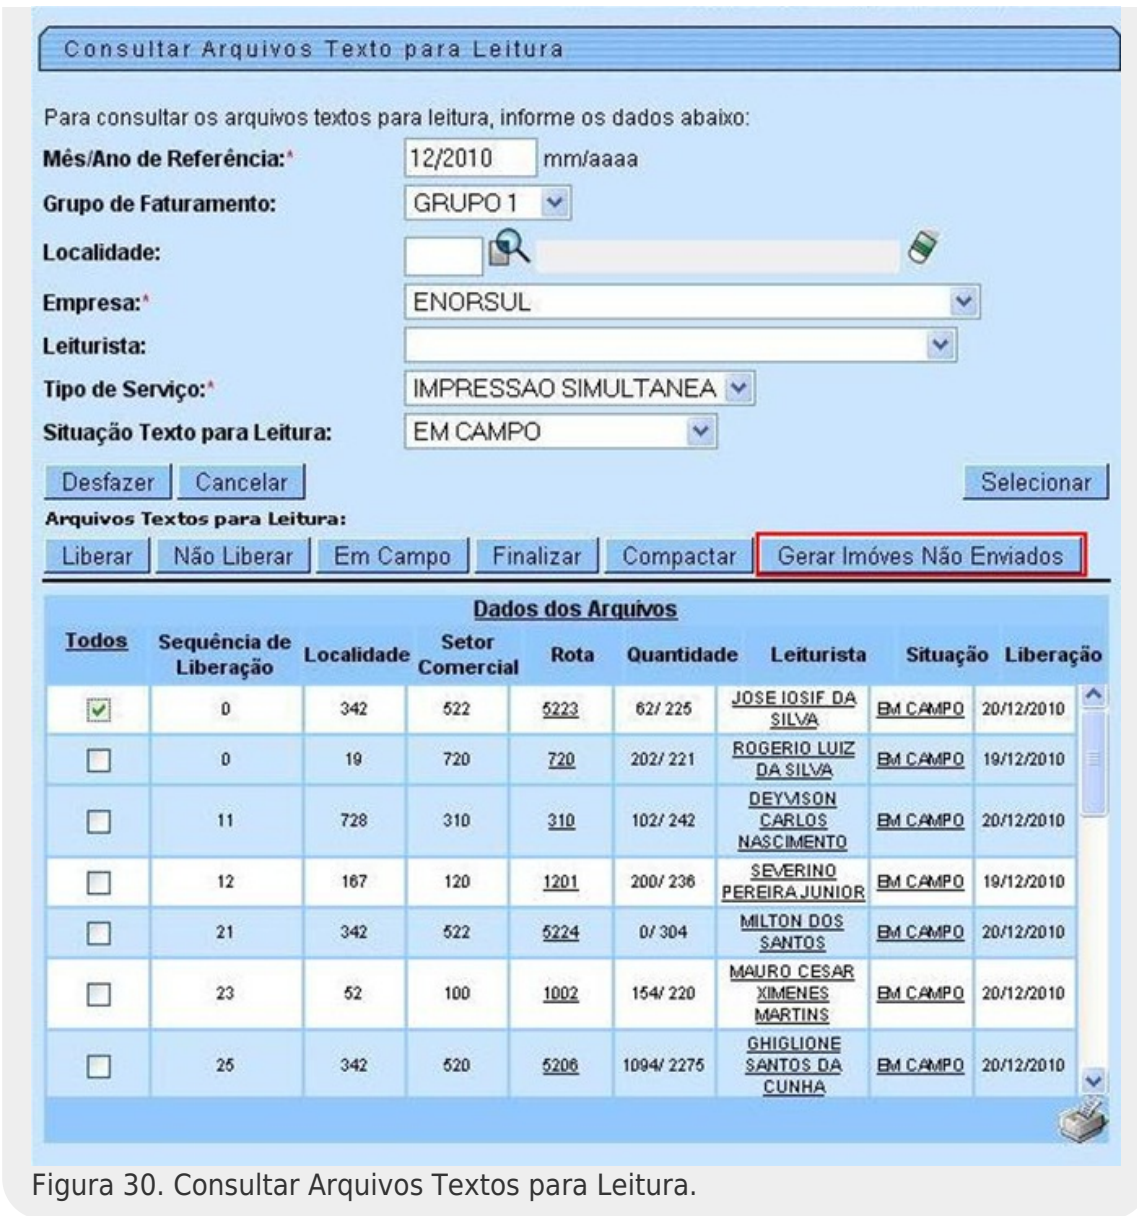 Consultar Arquivos Texto para Leitura
Para consultar os arquivos textos para leitura, informe os dados abaixo:
Mês/Ano de Referência:* 12/2010 mm/aaaa
Grupo de Faturamento: GRUPO 1
Localidade:
Empresa:* ENORSUL
Leiturista:
Tipo de Serviço:* IMPRESSAO SIMULTANEA
Situação Texto para Leitura: EM CAMPO
Desfazer Cancelar Selecionar
Arquivos Textos para Leitura:
Liberar Não Liberar Em Campo Finalizar Compactar Gerar Imóves Não Enviados
Dados dos Arquivos
Todos Sequência de Liberação Localidade Setor Comercial Rota Quantidade Leiturista Situação Liberação
0 342 522 5223 62/ 225 JOSE IOSIF DA SILVA EM CAMPO 20/12/2010
0 19 720 720 202/ 221 ROGERIO LUIZ DA SILVA EM CAMPO 19/12/2010
11 728 310 310 102/ 242 DEYVISON CARLOS NASCIMENTO EM CAMPO 20/12/2010
12 167 120 1201 200/ 236 SEVERINO PEREIRA JUNIOR EM CAMPO 19/12/2010
21 342 522 5224 0/ 304 MILTON DOS SANTOS EM CAMPO 20/12/2010
23 52 100 1002 154/ 220 MAURO CESAR XIMENES MARTINS EM CAMPO 20/12/2010
25 342 520 5206 1094/ 2275 GHIGLIONE SANTOS DA CUNHA EM CAMPO 20/12/2010
Figura 30. Consultar Arquivos Textos para Leitura.